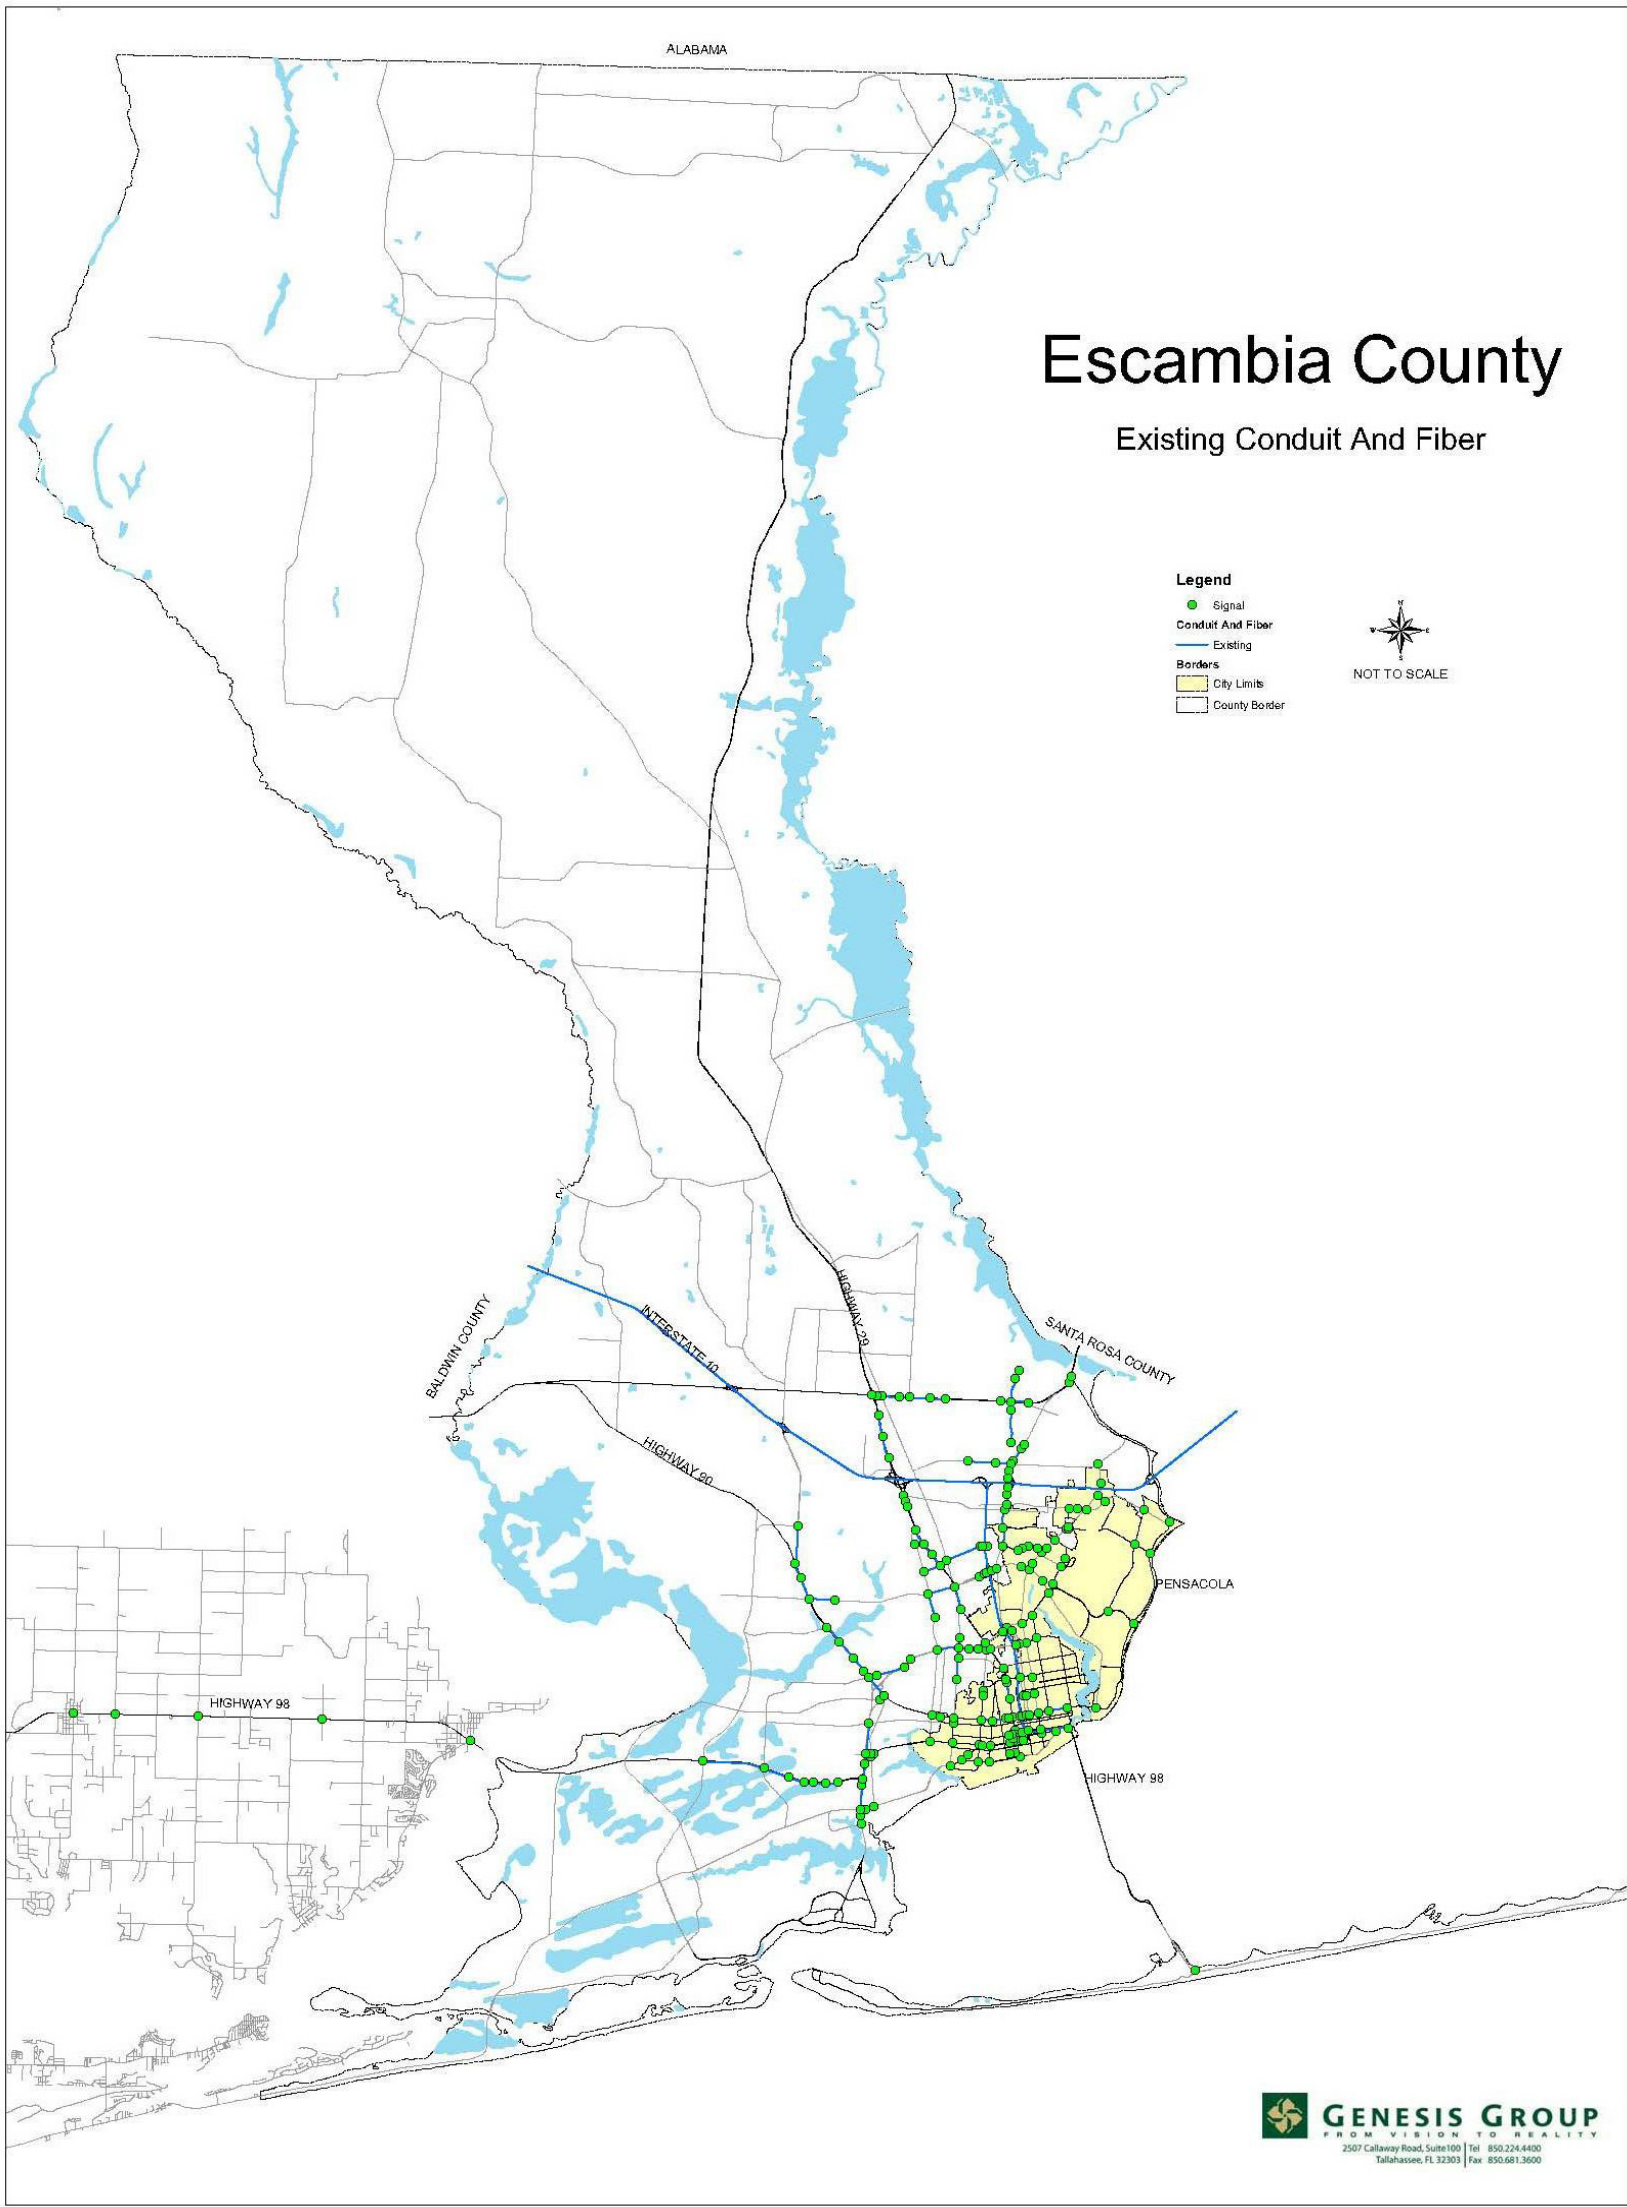 ALABAMA
Escambia County
Existing Conduit And Fiber
Legend
Signal
Conduit And Fiber
Existing
Borders
City Limits
County Border
N
W
E
S
NOT TO SCALE
HIGHWAY 29
BALDWIN COUNTY
INTERSTATE 10
SANTA ROSA COUNTY
HIGHWAY 90
PENSACOLA
HIGHWAY 98
HIGHWAY 98
GENESIS GROUP
FROM VISION TO REALITY
2507 Callaway Road, Suite100 | Tel 850.224.4400
Tallahassee, FL 32303 | Fax 850.681.3600